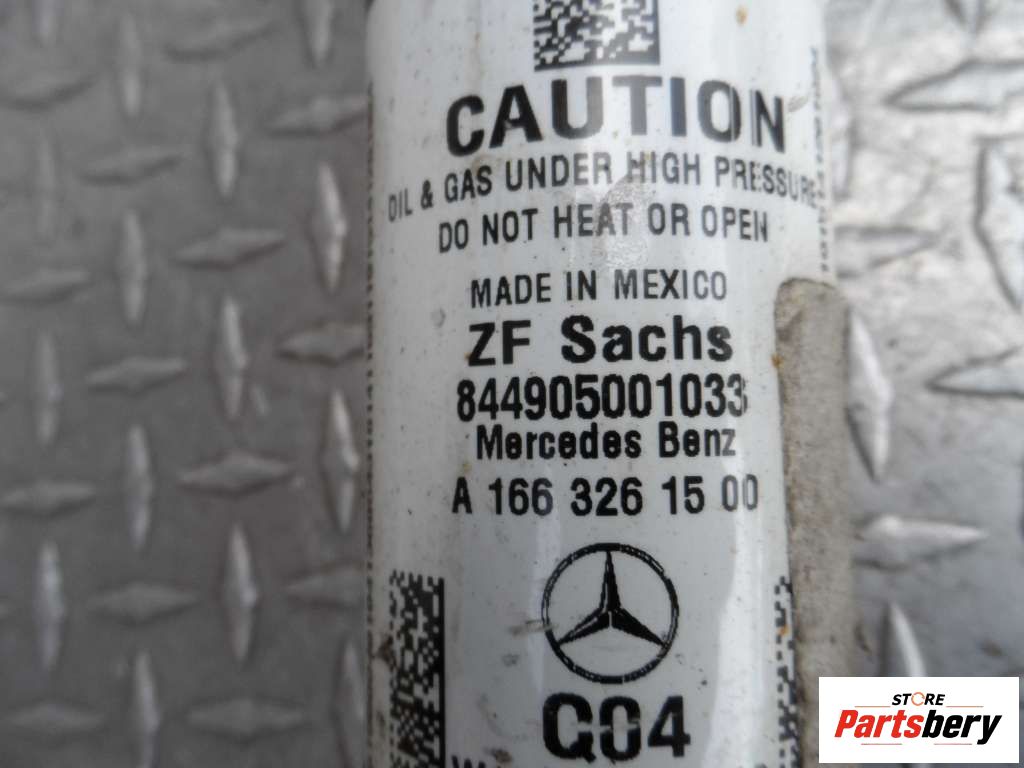 CAUTION
OIL & GAS UNDER HIGH PRESSURE
DO NOT HEAT OR OPEN
MADE IN MEXICO
ZF Sachs
844905001033
Mercedes Benz
A 166 326 15 00
Q04
STORE
Partsbery